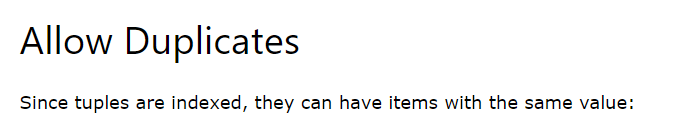 Allow Duplicates
Since tuples are indexed, they can have items with the same value: